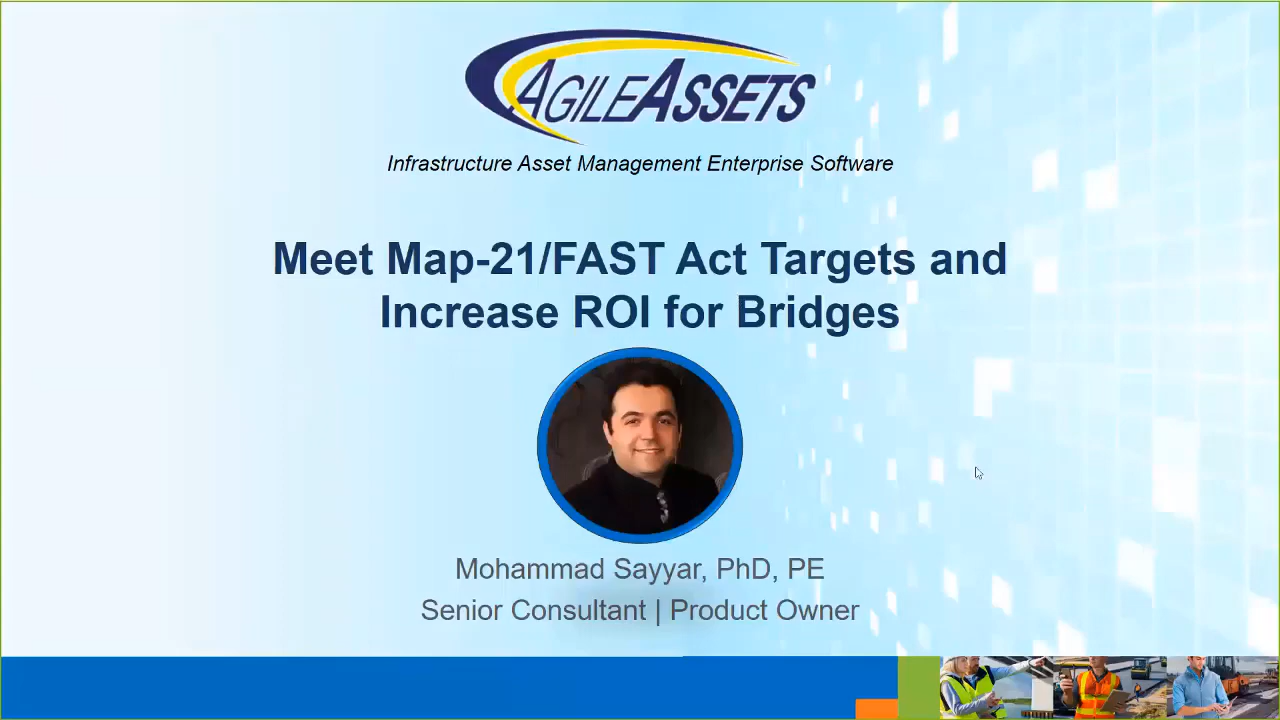 AGILEASSETS
Infrastructure Asset Management Enterprise Software
Meet Map-21/FAST Act Targets and
Increase ROI for Bridges
Mohammad Sayyar, PhD, PE
Senior Consultant | Product Owner